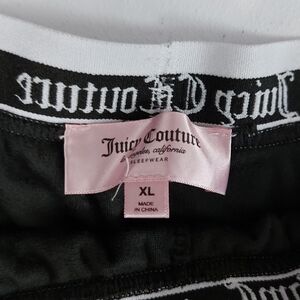 Juicy Couture
Juicy Couture
los angeles, california
SLEEPWEAR
XL
MADE
IN CHINA